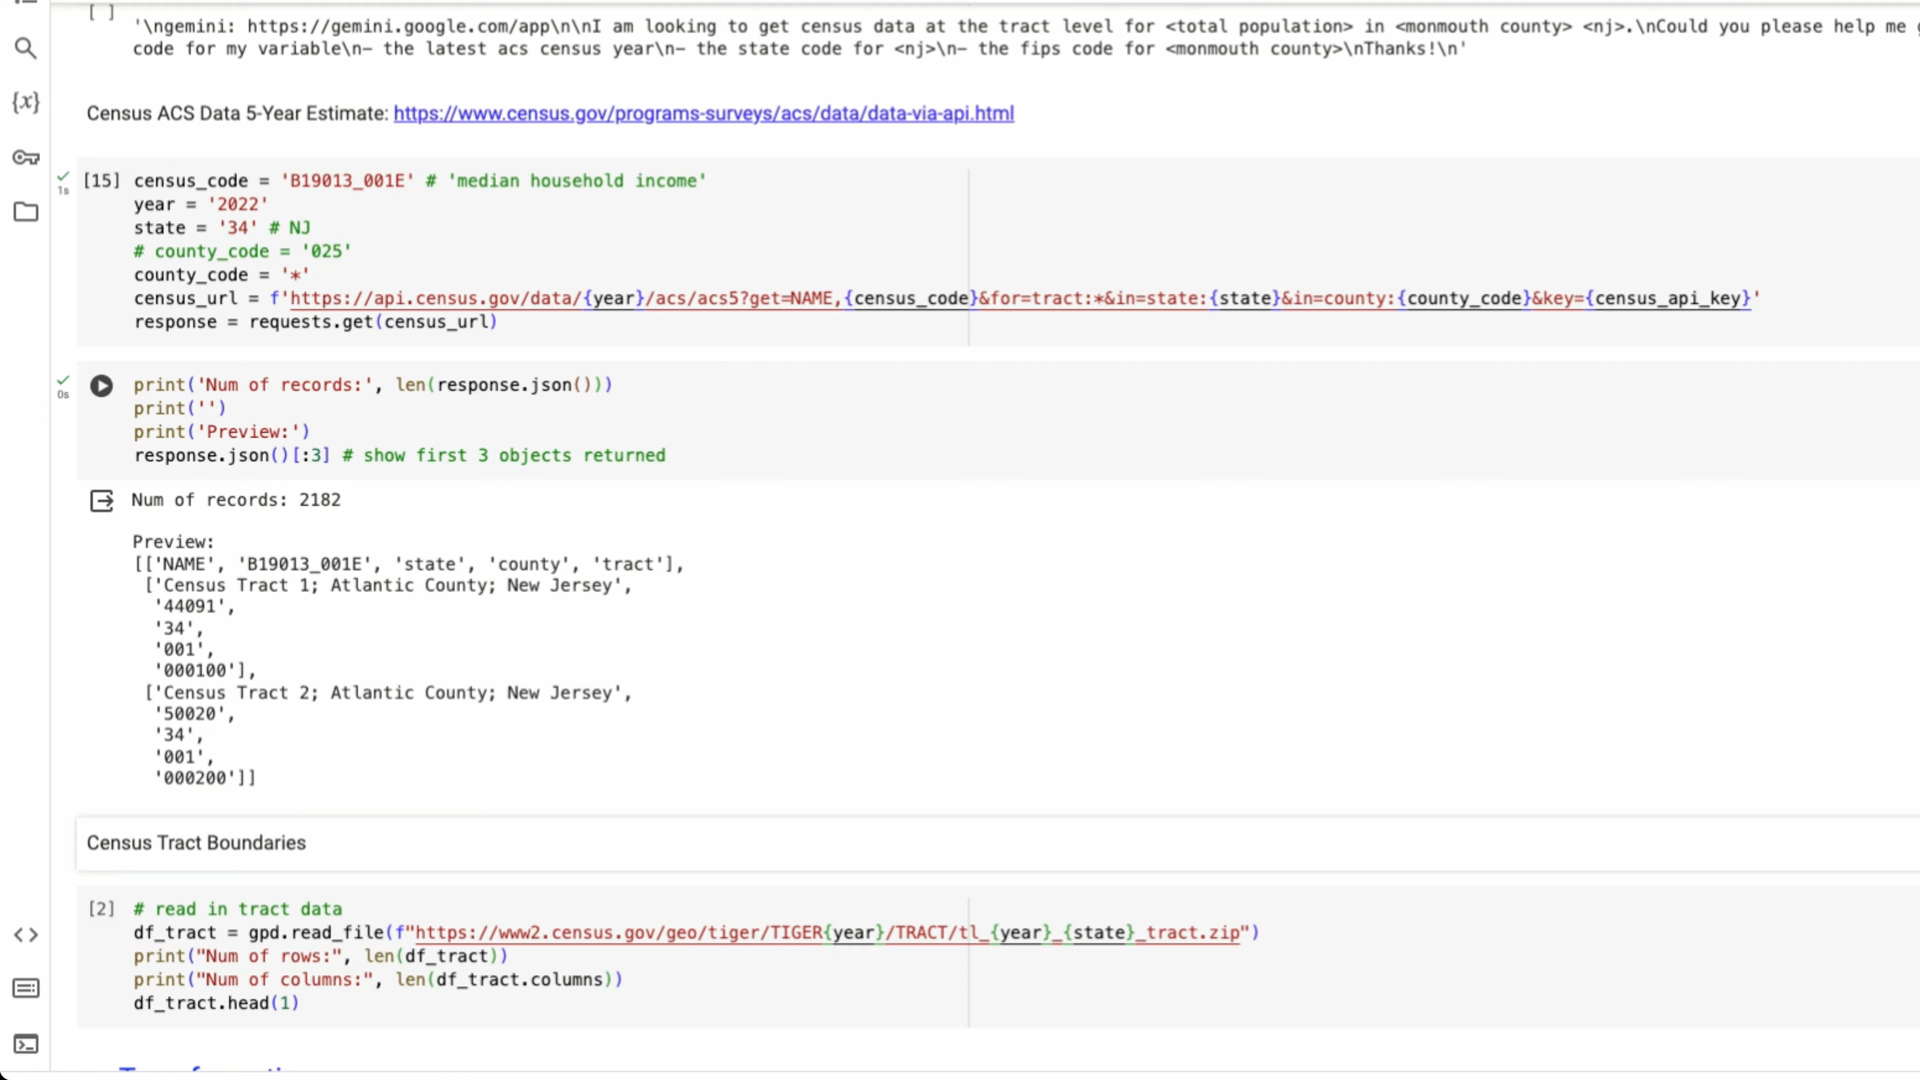 [ ]
'\ngemini: https://gemini.google.com/app\n\nI am looking to get census data at the tract level for <total population> in <monmouth county> <nj>.\nCould you please help me
code for my variable\n– the latest acs census year\n– the state code for <nj>\n– the fips code for <monmouth county>\nThanks!\n'
{x}
Census ACS Data 5-Year Estimate: https://www.census.gov/programs-surveys/acs/data/data-via-api.html
1s
[15] census_code = 'B19013_001E' # 'median household income'
year = '2022'
state = '34' # NJ
# county_code = '025'
county_code = '*'
census_url = f'https://api.census.gov/data/{year}/acs/acs5?get=NAME,{census_code}&for=tract:*&in=state:{state}&in=county:{county_code}&key={census_api_key}'
response = requests.get(census_url)
0s
print('Num of records:', len(response.json()))
print('')
print('Preview:')
response.json()[:3] # show first 3 objects returned
Num of records: 2182
Preview:
[['NAME', 'B19013_001E', 'state', 'county', 'tract'],
['Census Tract 1; Atlantic County; New Jersey',
'44091',
'34',
'001',
'000100'],
['Census Tract 2; Atlantic County; New Jersey',
'50020',
'34',
'001',
'000200']]
Census Tract Boundaries
[2] # read in tract data
df_tract = gpd.read_file(f"https://www2.census.gov/geo/tiger/TIGER{year}/TRACT/tl_{year}_{state}_tract.zip")
print("Num of rows:", len(df_tract))
print("Num of columns:", len(df_tract.columns))
df_tract.head(1)